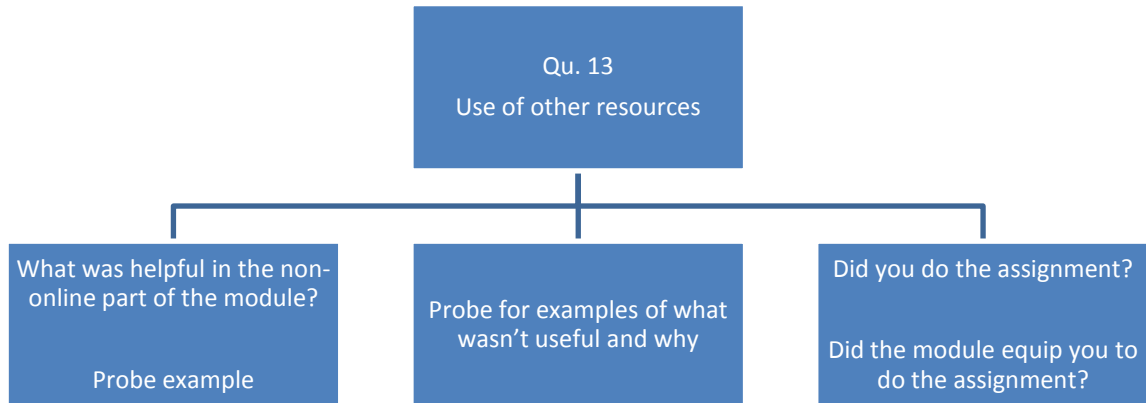 Qu. 13
Use of other resources
What was helpful in the non-
online part of the module?
Probe example
Probe for examples of what
wasn't useful and why
Did you do the assignment?
Did the module equip you to
do the assignment?